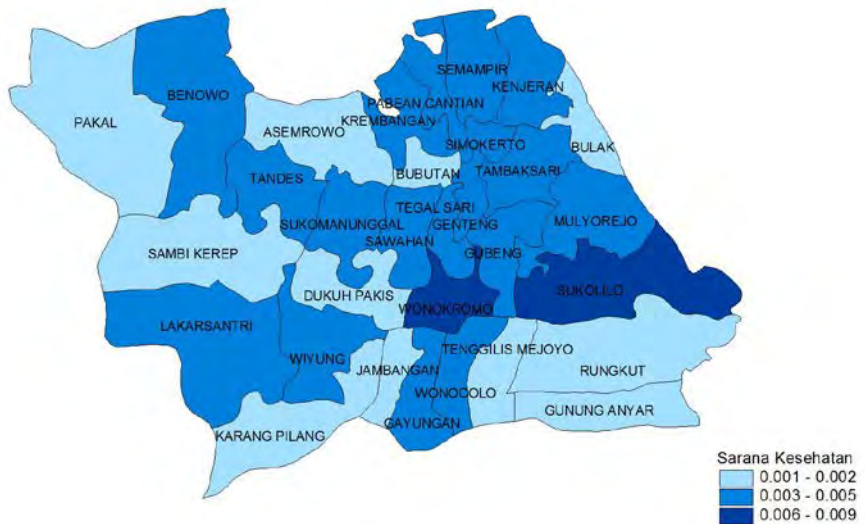 SEMAMPIR
KENJERAN
BENOWO
PABEAN CANTIAN
PAKAL
KREMBANGAN
ASEMROWO
SIMOKERTO
BULAK
BUBUTAN
TAMBAKSARI
TANDES
TEGAL SARI
SUKOMANUNGGAL
GENTENG
MULYOREJO
SAWAHAN
SAMBI KEREP
GUBENG
DUKUH PAKIS
SUKOLILO
WONOKROMO
LAKARSANTRI
TENGGILIS MEJOYO
WIYUNG
JAMBANGAN
RUNGKUT
WONOCOLO
GUNUNG ANYAR
GAYUNGAN
KARANG PILANG
Sarana Kesehatan
0.001 - 0.002
0.003 - 0.005
0.006 - 0.009